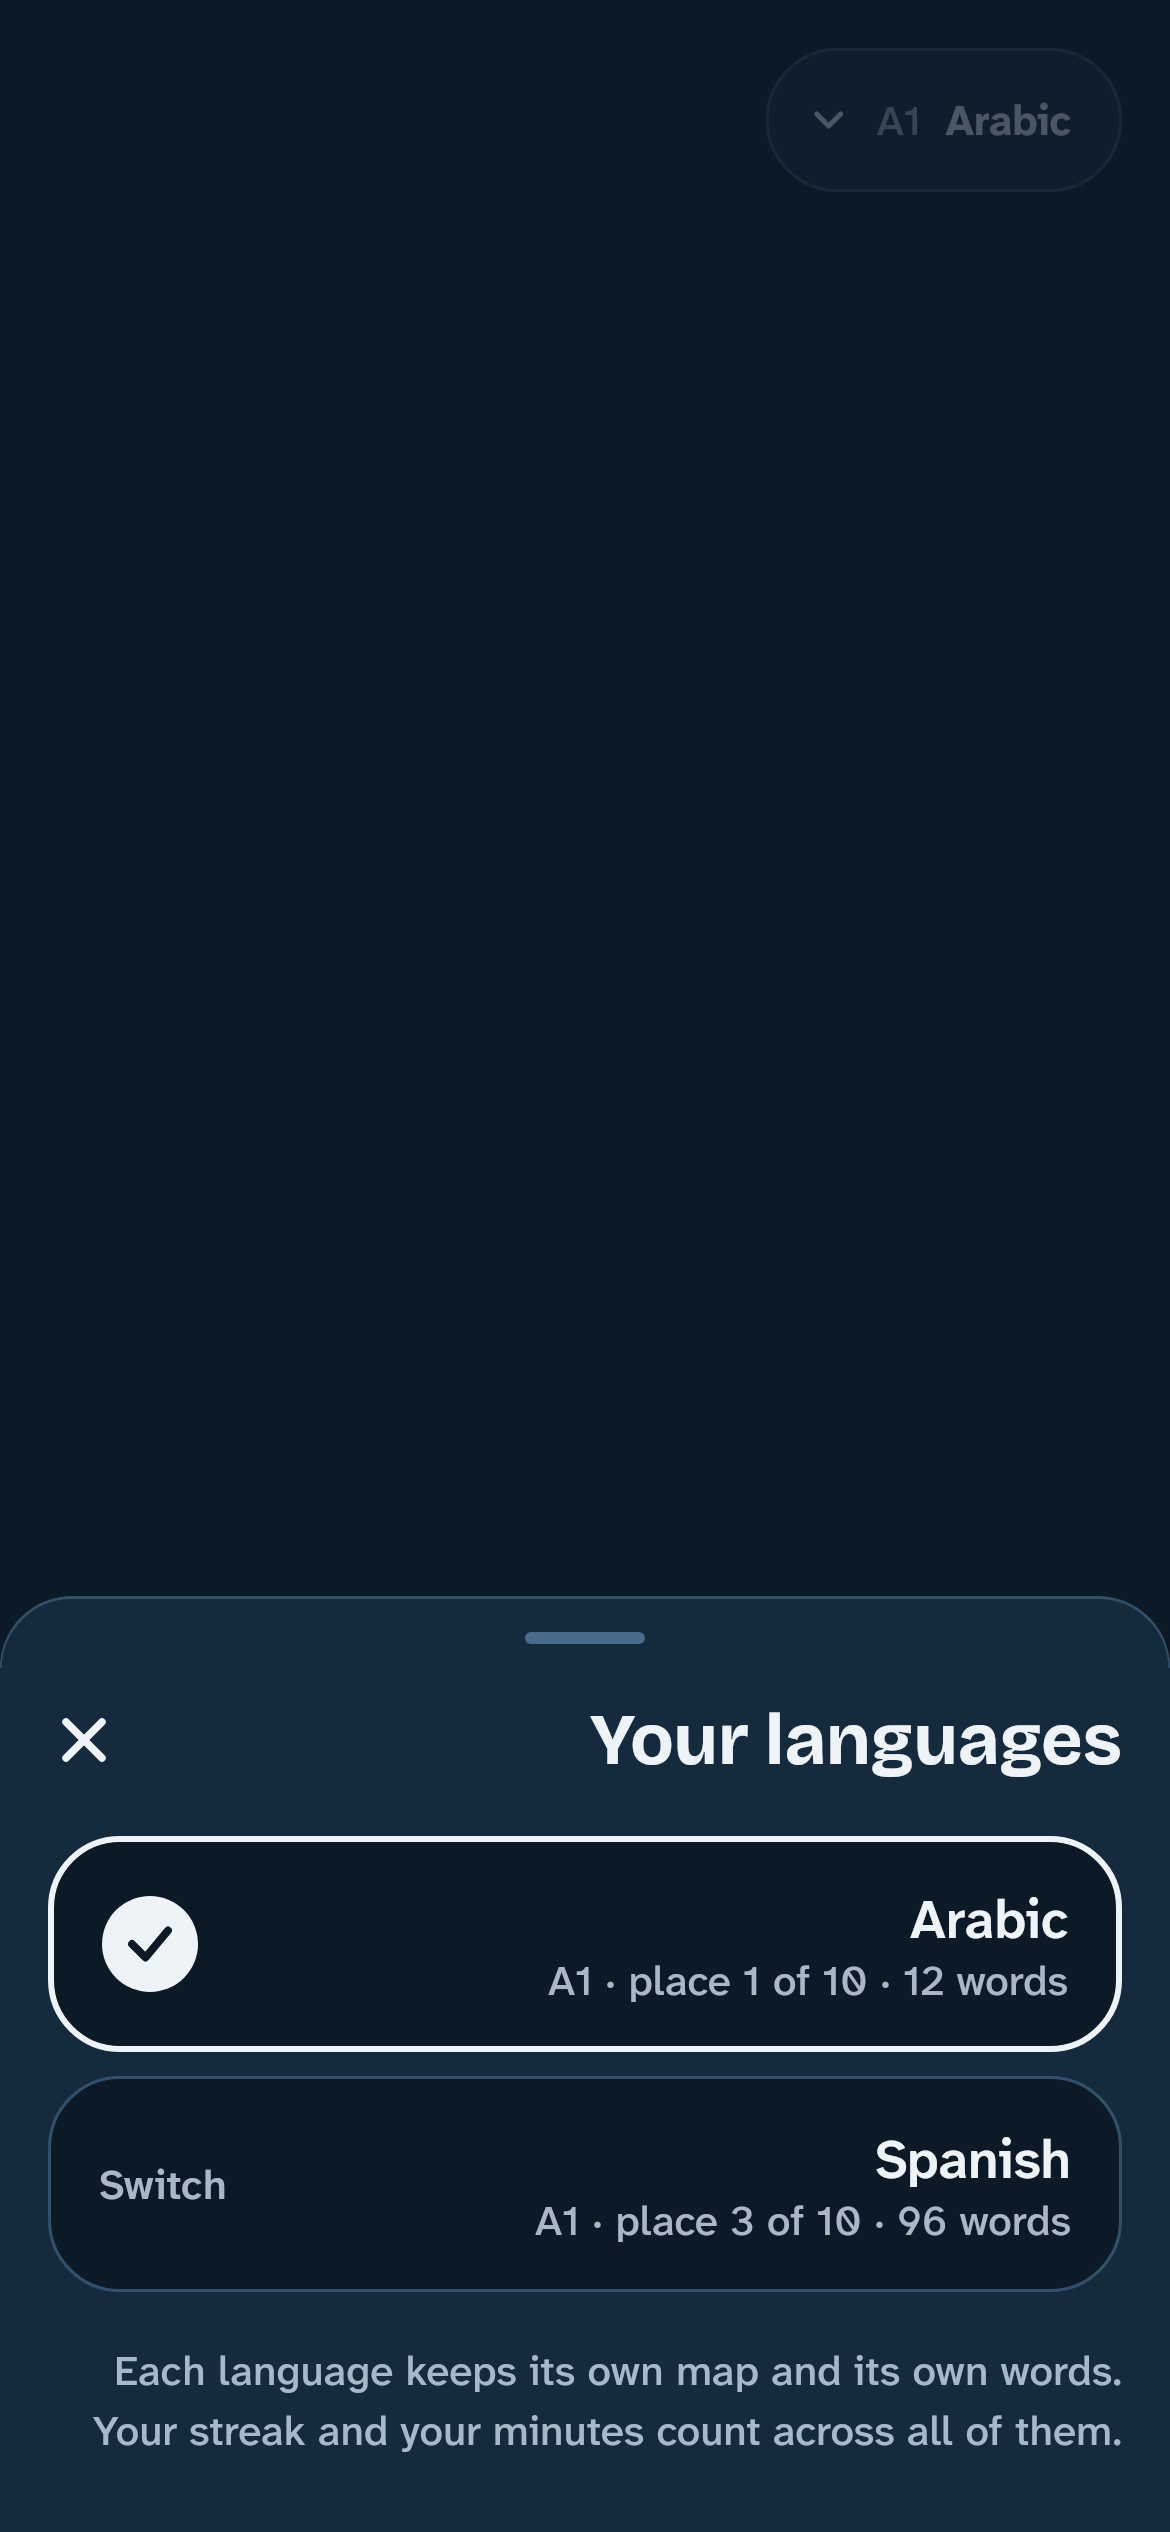 A1 Arabic
Your languages
Arabic
A1 · place 1 of 10 · 12 words
Spanish
A1 · place 3 of 10 · 96 words
Switch
Each language keeps its own map and its own words.
Your streak and your minutes count across all of them.